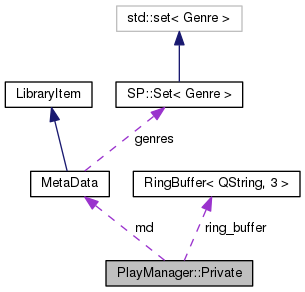 std::set< Genre >
LibraryItem
SP::Set< Genre >
genres
MetaData
RingBuffer< QString, 3 >
md
ring_buffer
PlayManager::Private